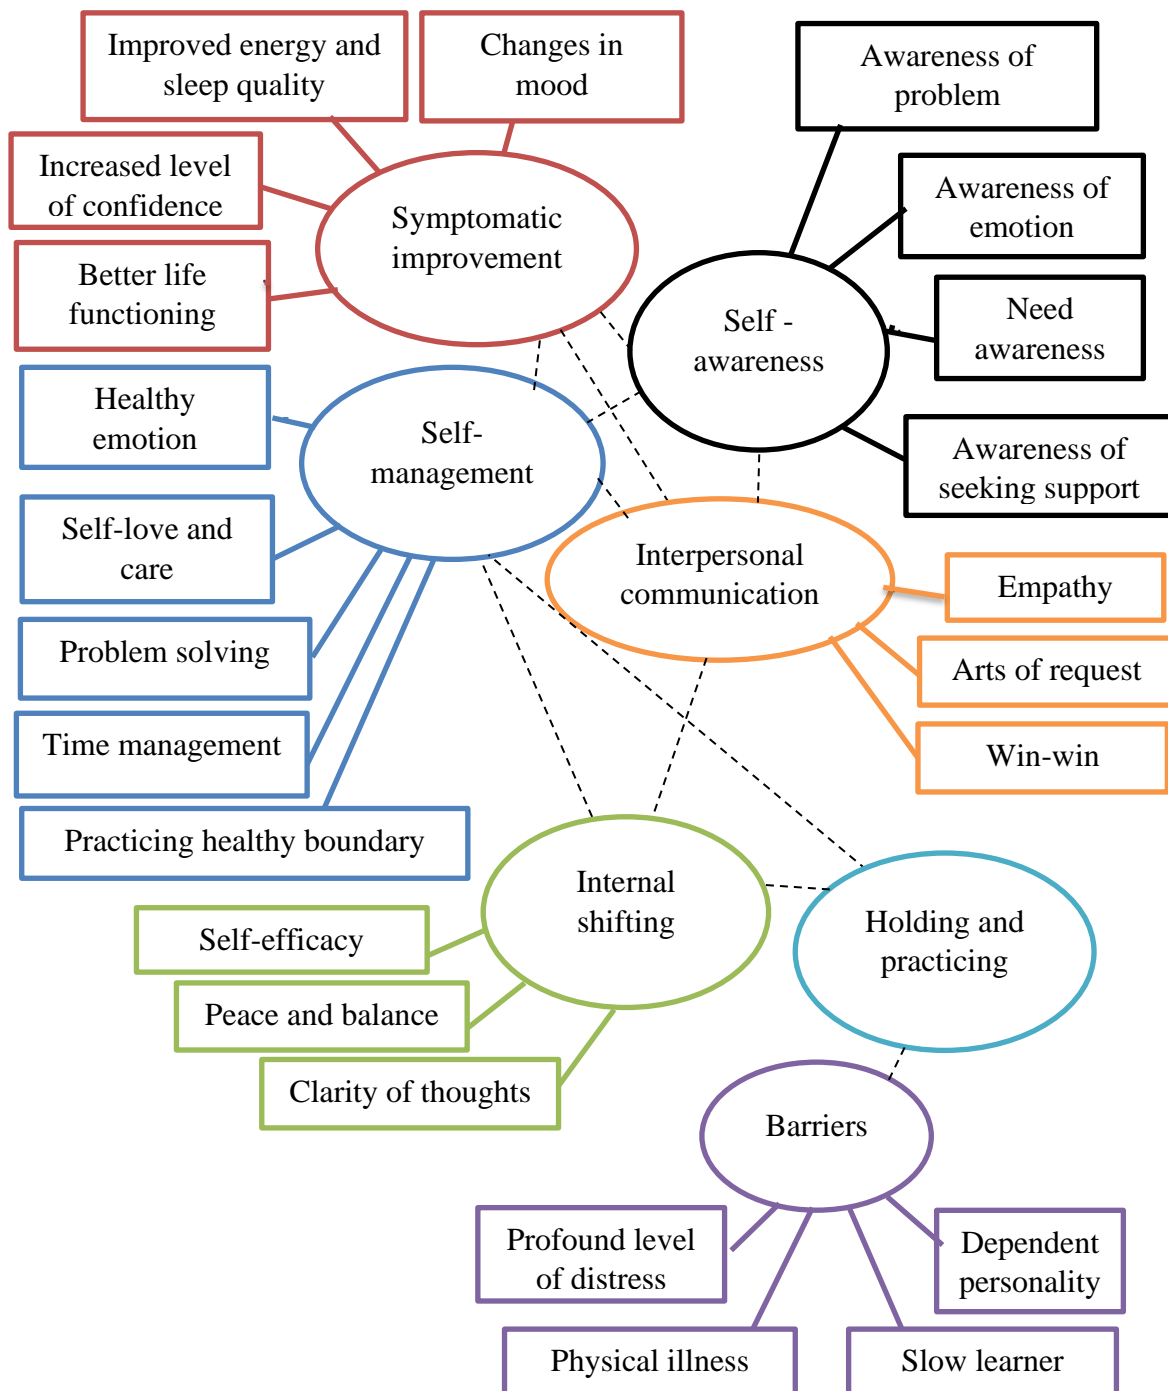 Improved energy and
sleep quality
Changes in
mood
Awareness of
problem
Increased level
of confidence
Symptomatic
improvement
Awareness of
emotion
Better life
functioning
Self -
awareness
Need
awareness
Healthy
emotion
Self-
management
Awareness of
seeking support
Self-love and
care
Interpersonal
communication
Empathy
Problem solving
Arts of request
Time management
Win-win
Practicing healthy boundary
Internal
shifting
Self-efficacy
Holding and
practicing
Peace and balance
Clarity of thoughts
Barriers
Profound level
of distress
Dependent
personality
Physical illness
Slow learner